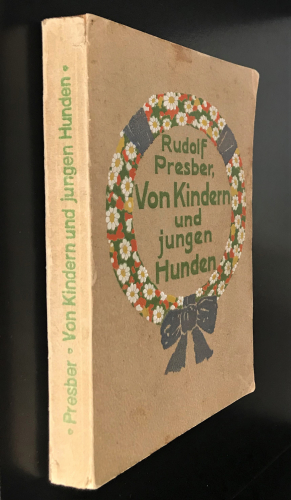 Rudolf
Presber,
Von Kindern
und
jungen
Hunden
• Presber • Von Kindern und jungen Hunden •